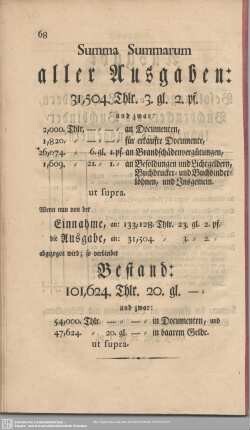 68
Summa Summarum
aller Ausgaben:
31,504. Thlr. 3. gl. 2. pf.
und zwar:
2,000. Thlr. — — an Documenten,
1,820. — — für erkaufte Documente,
26,074. 6. gl. 1. pf. an Brandschädenvergütungen,
1,609. 21. 1. an Besoldungen und Zehrgeldern, Buchdrucker- und Buchbinder-
löhnen, und Insgemein.
ut supra.
Wenn nun von der
Einnahme, an: 133,128. Thlr. 23. gl. 2. pf.
die Ausgabe, an: 31,504. 3. 2.
abgezogen wird; so verbleibet
Bestand:
101,624. Thlr. 20. gl. —
und zwar:
54,000. Thlr. — — in Documenten, und
47,624. 20. gl. — in baarem Gelde.
ut supra.